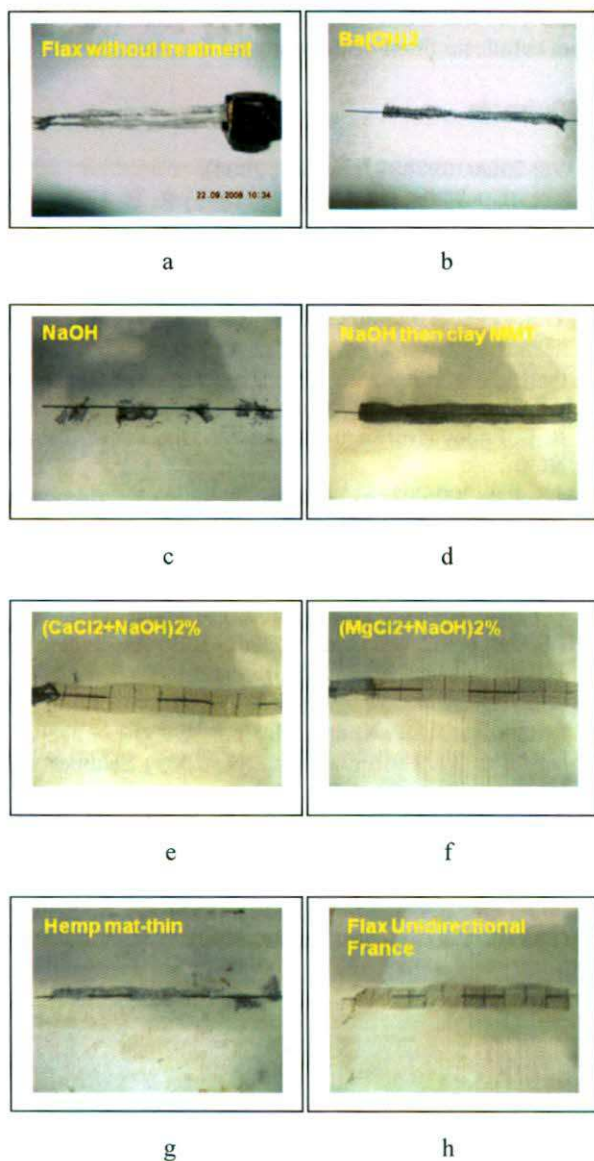 Flax without treatment
22.09.2008 10:34
a
Ba(OH)2
b
NaOH
c
NaOH then clay MMT
d
(CaCl2+NaOH)2%
e
(MgCl2+NaOH)2%
f
Hemp mat-thin
g
Flax Unidirectional
France
h